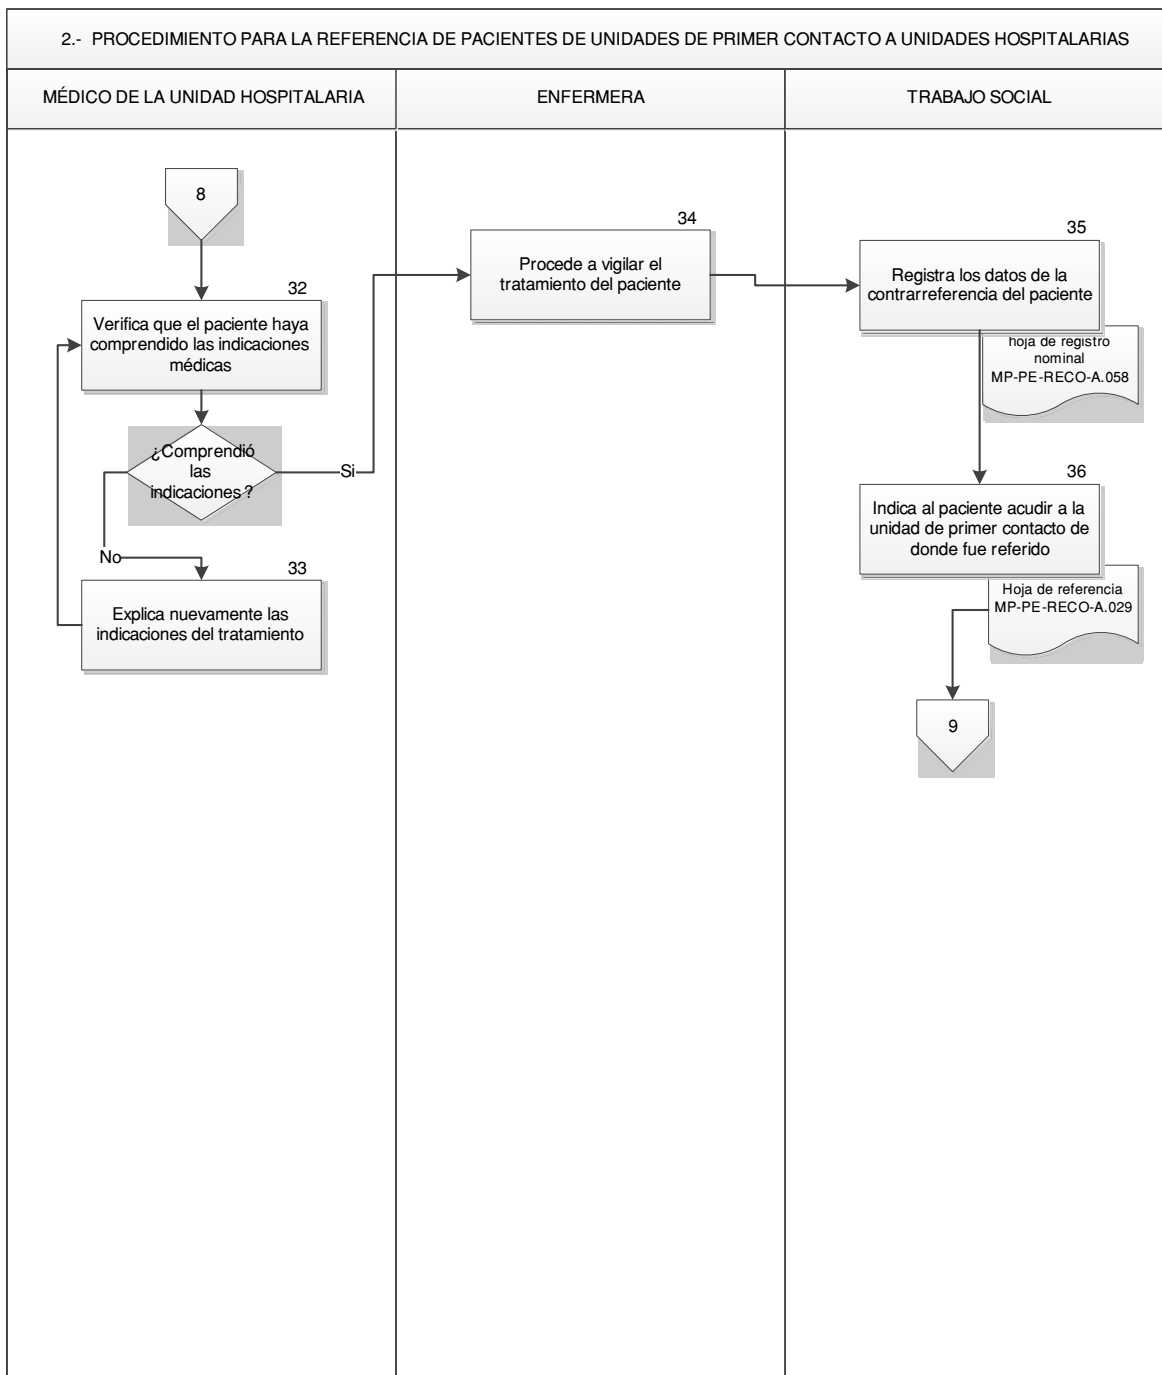 2.- PROCEDIMIENTO PARA LA REFERENCIA DE PACIENTES DE UNIDADES DE PRIMER CONTACTO A UNIDADES HOSPITALARIAS
MÉDICO DE LA UNIDAD HOSPITALARIA
ENFERMERA
TRABAJO SOCIAL
8
32
Verifica que el paciente haya
comprendido las indicaciones
médicas
¿Comprendió
las
indicaciones?
Si
No
33
Explica nuevamente las
indicaciones del tratamiento
34
Procede a vigilar el
tratamiento del paciente
35
Registra los datos de la
contrarreferencia del paciente
hoja de registro
nominal
MP-PE-RECO-A.058
36
Indica al paciente acudir a la
unidad de primer contacto de
donde fue referido
Hoja de referencia
MP-PE-RECO-A.029
9